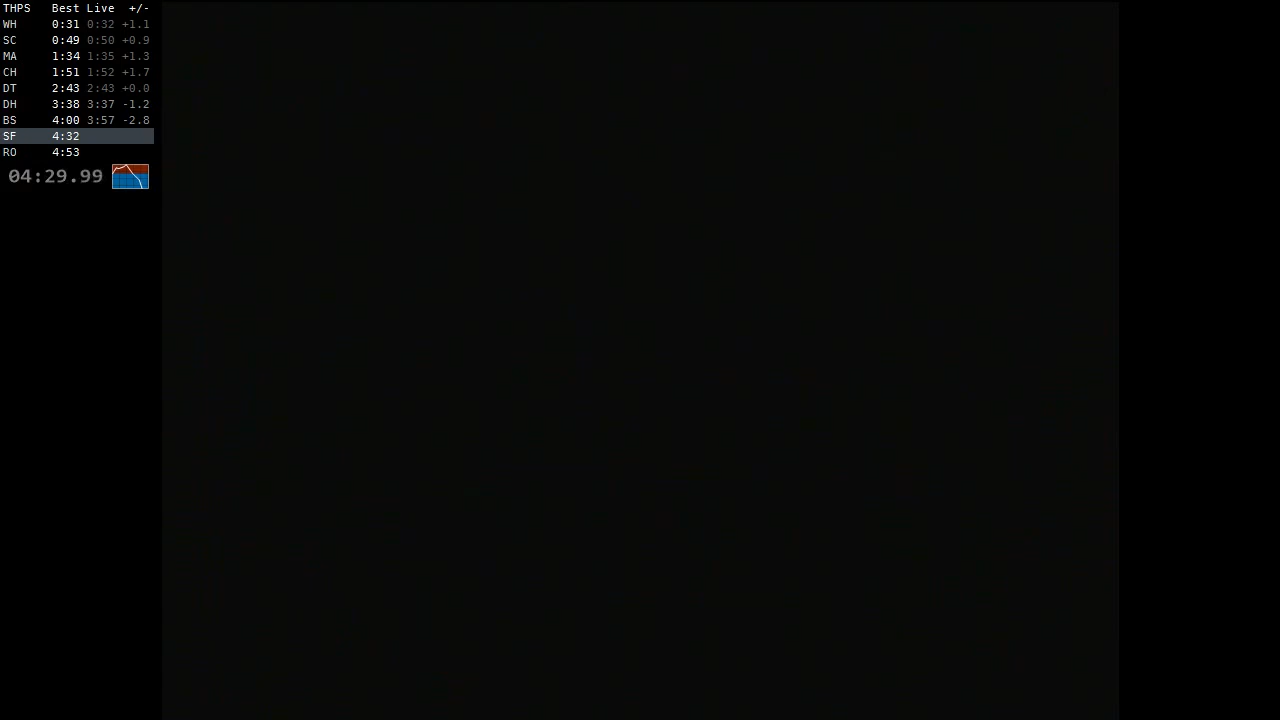 THPS Best Live +/-
WH 0:31 0:32 +1.1
SC 0:49 0:50 +0.9
MA 1:34 1:35 +1.3
CH 1:51 1:52 +1.7
DT 2:43 2:43 +0.0
DH 3:38 3:37 -1.2
BS 4:00 3:57 -2.8
SF 4:32
RO 4:53
04:29.99